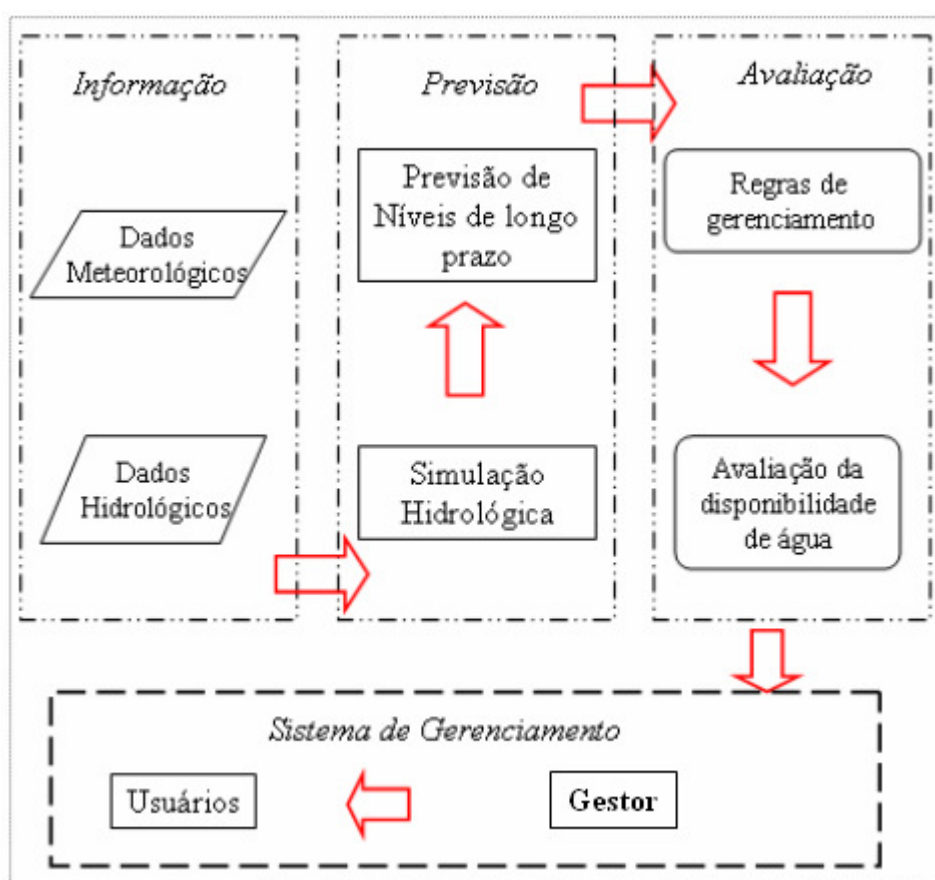 Informação
Dados
Meteorológicos
Dados
Hidrológicos
Previsão
Previsão de
Níveis de longo
prazo
Simulação
Hidrológica
Avaliação
Regras de
gerenciamento
Avaliação da
disponibilidade
de água
Sistema de Gerenciamento
Usuários
Gestor